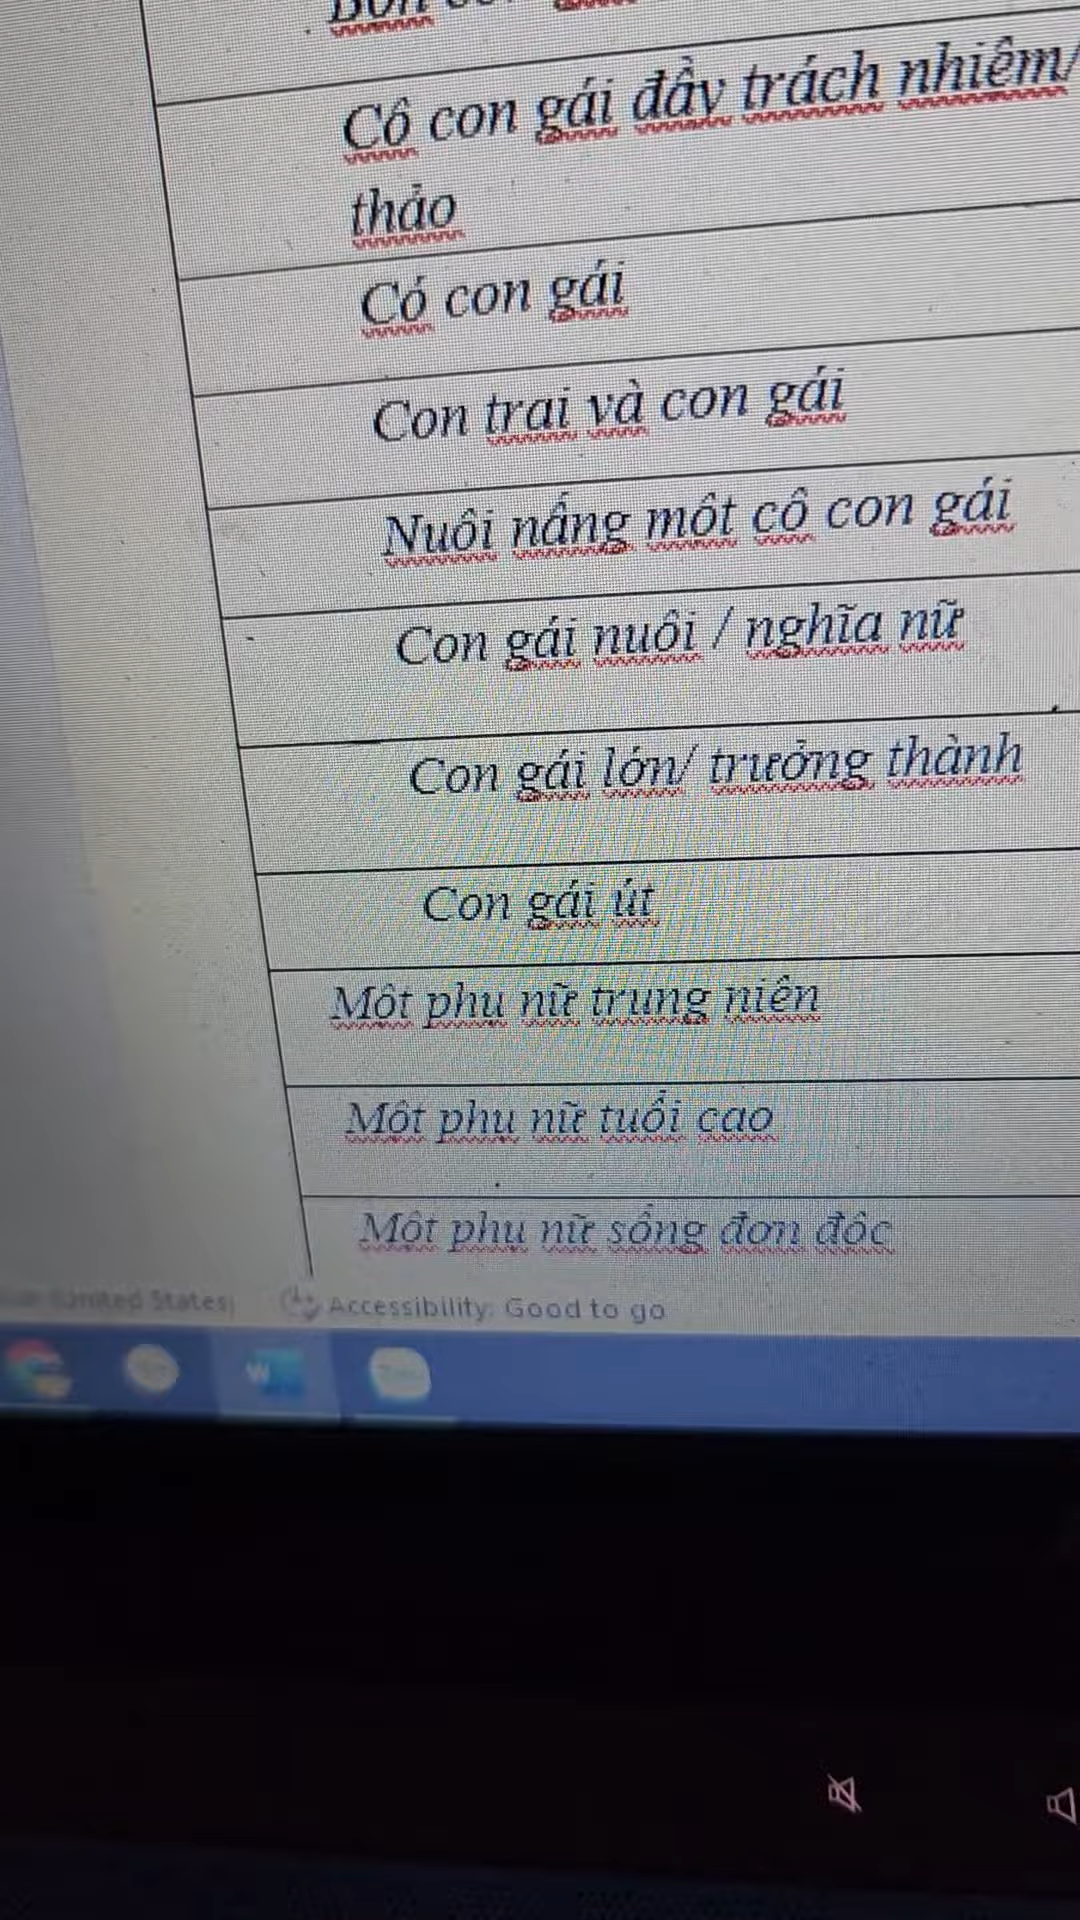 Cô con gái đầy trách nhiệm/
thảo
Có con gái
Con trai và con gái
Nuôi nấng một cô con gái
Con gái nuôi / nghĩa nữ
Con gái lớn/ trưởng thành
Con gái út
Một phụ nữ trung niên
Một phụ nữ tuổi cao
Một phụ nữ sống đơn độc
(United States) Accessibility: Good to go